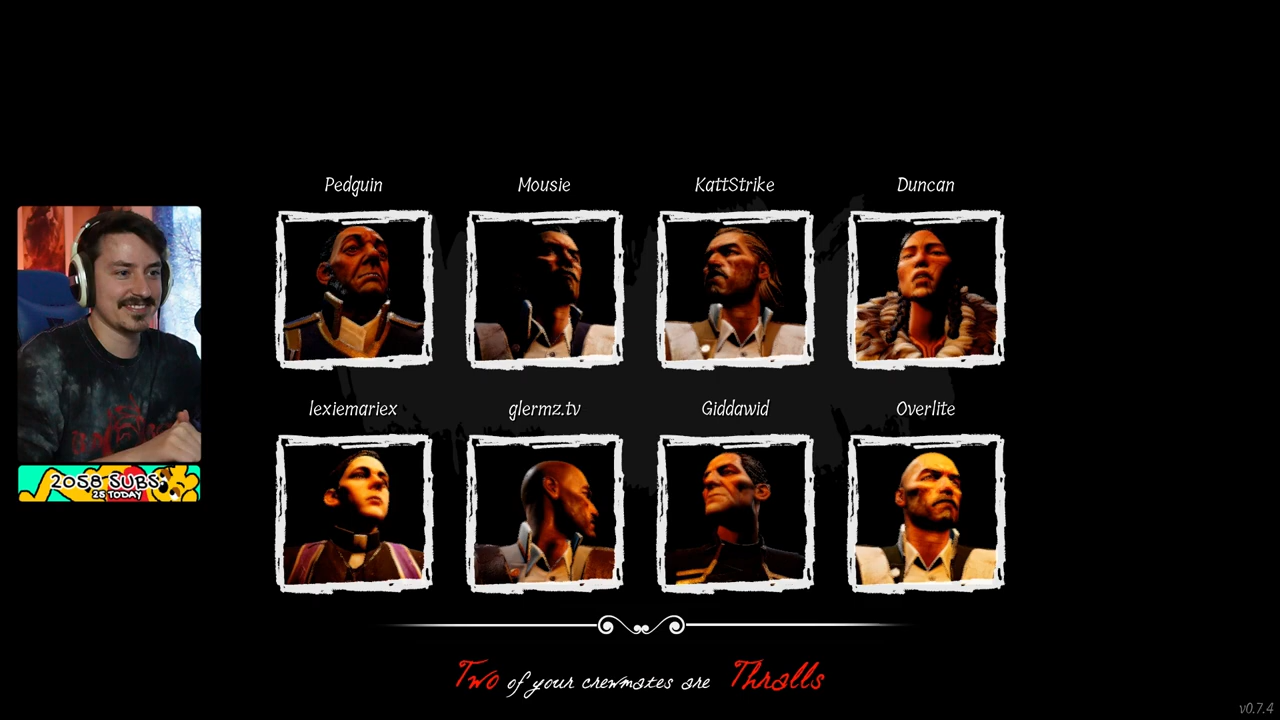 Pedguin Mousie KattStrike Duncan
lexiemariex glermz.tv Giddawid Overlite
2058 SUBS
25 TODAY
Two of your crewmates are Thralls
v0.7.4